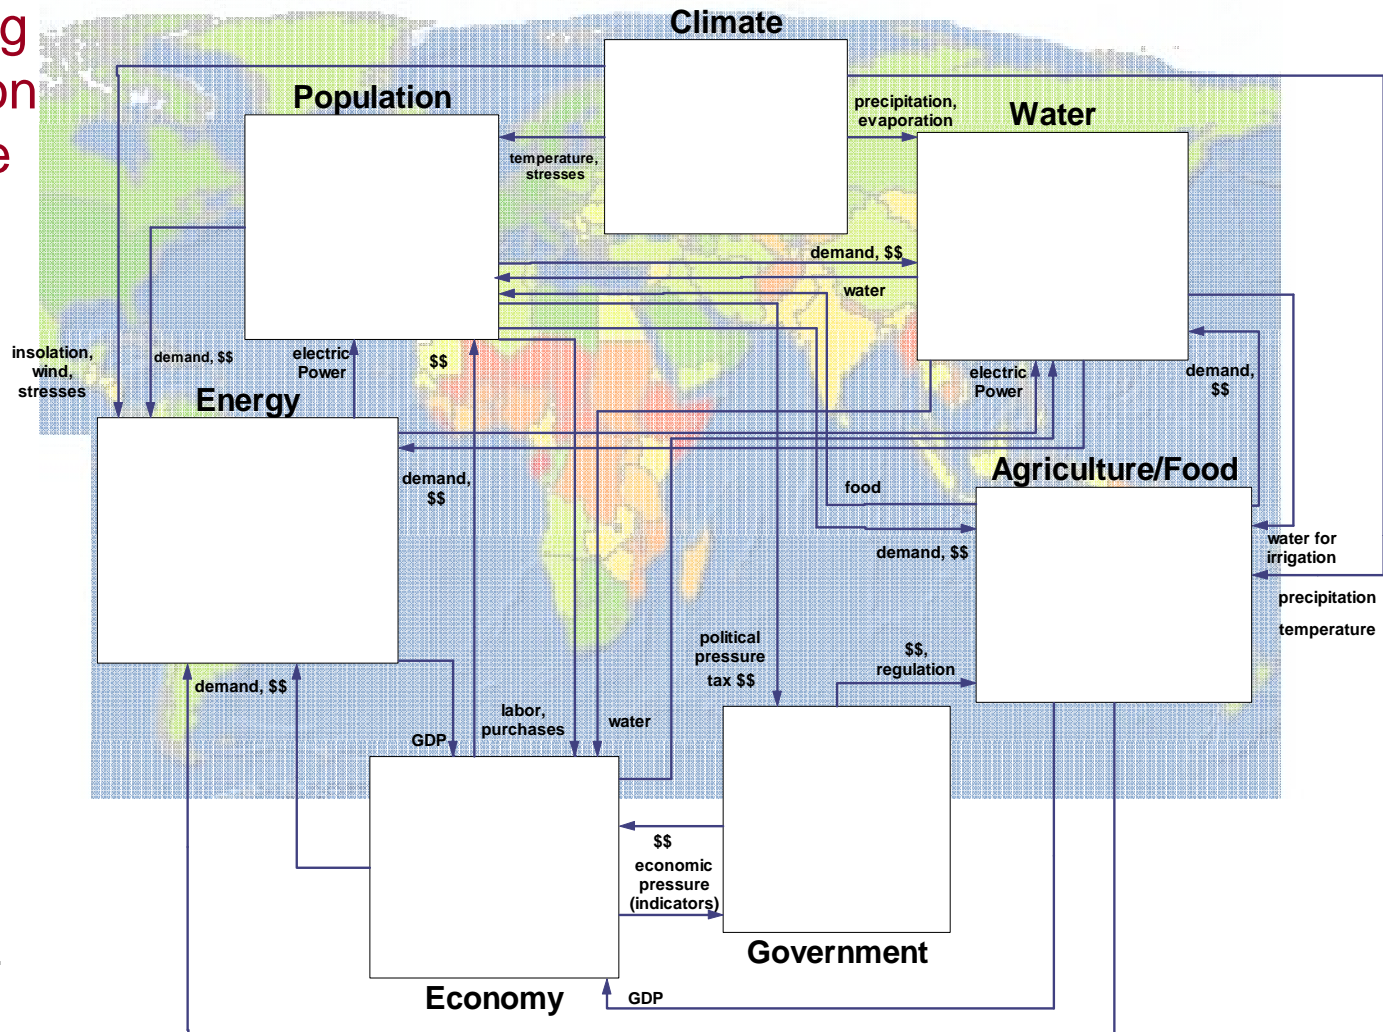 Climate
Population
precipitation,
evaporation
Water
temperature,
stresses
demand, $$
water
insolation,
wind,
stresses
demand, $$
electric
Power
$$
electric
Power
demand,
$$
Energy
demand,
$$
food
Agriculture/Food
demand, $$
water for
irrigation
precipitation
temperature
political
pressure
tax $$
$$,
regulation
demand, $$
labor,
purchases
water
GDP
$$
economic
pressure
(indicators)
Government
Economy
GDP